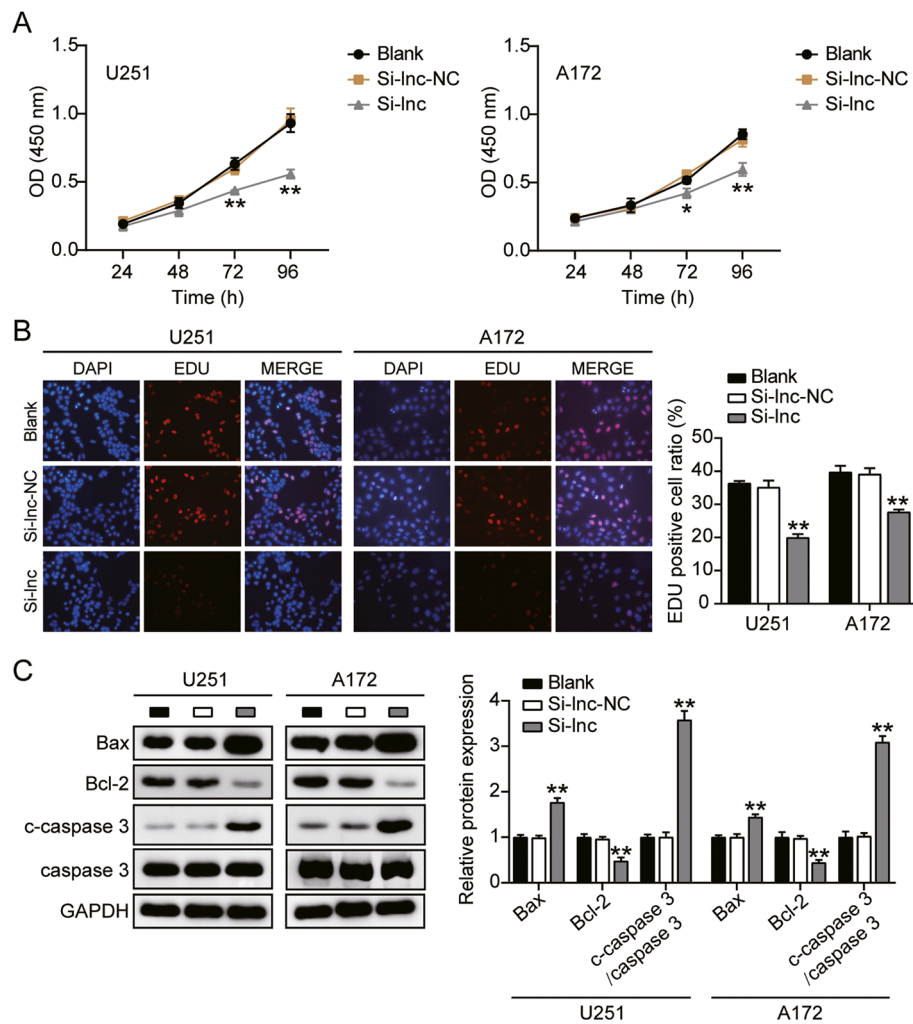 A
1.5
1.0
0.5
0.0
OD (450 nm)
U251
Blank
Si-lnc-NC
Si-lnc
**
**
24 48 72 96
Time (h)
1.5
1.0
0.5
0.0
OD (450 nm)
A172
Blank
Si-lnc-NC
Si-lnc
*
**
24 48 72 96
Time (h)
B
U251 A172
DAPI EDU MERGE DAPI EDU MERGE
Blank
Si-lnc-NC
Si-lnc
Blank
Si-lnc-NC
Si-lnc
EDU positive cell ratio (%)
50
40
30
20
10
0
**
**
U251 A172
C
U251 A172
Bax
Bcl-2
c-caspase 3
caspase 3
GAPDH
Blank
Si-lnc-NC
Si-lnc
Relative protein expression
4
3
2
1
0
** ** ** ** ** **
Bax Bcl-2 c-caspase 3 Bax Bcl-2 c-caspase 3
/caspase 3 /caspase 3
U251 A172